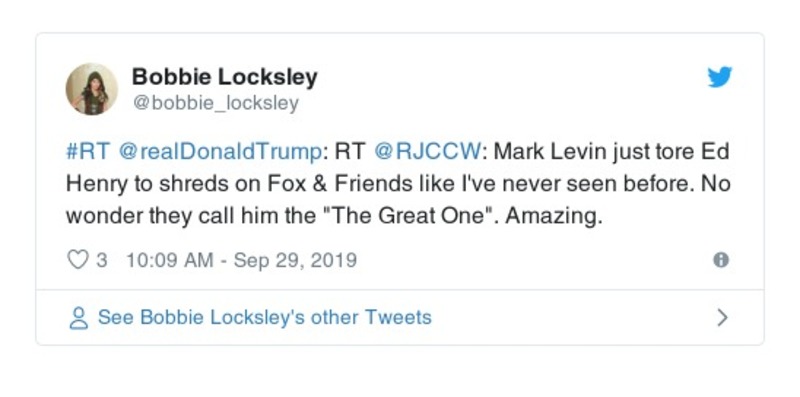 Bobbie Locksley
@bobbie_locksley
#RT @realDonaldTrump: RT @RJCCW: Mark Levin just tore Ed
Henry to shreds on Fox & Friends like I've never seen before. No
wonder they call him the "The Great One". Amazing.
3 10:09 AM - Sep 29, 2019
See Bobbie Locksley's other Tweets